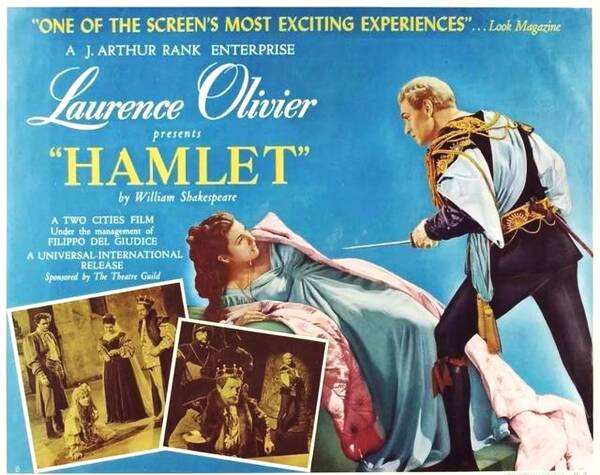 "ONE OF THE SCREEN'S MOST EXCITING EXPERIENCES"...Look Magazine
A J. ARTHUR RANK ENTERPRISE
Laurence Olivier
presents
"HAMLET"
by William Shakespeare
A TWO CITIES FILM
Under the management of
FILIPPO DEL GIUDICE
A UNIVERSAL-INTERNATIONAL
RELEASE
Sponsored by The Theatre Guild